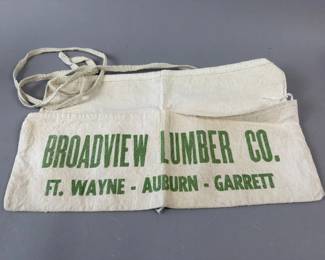 BROADVIEW LUMBER CO.
FT. WAYNE - AUBURN - GARRETT